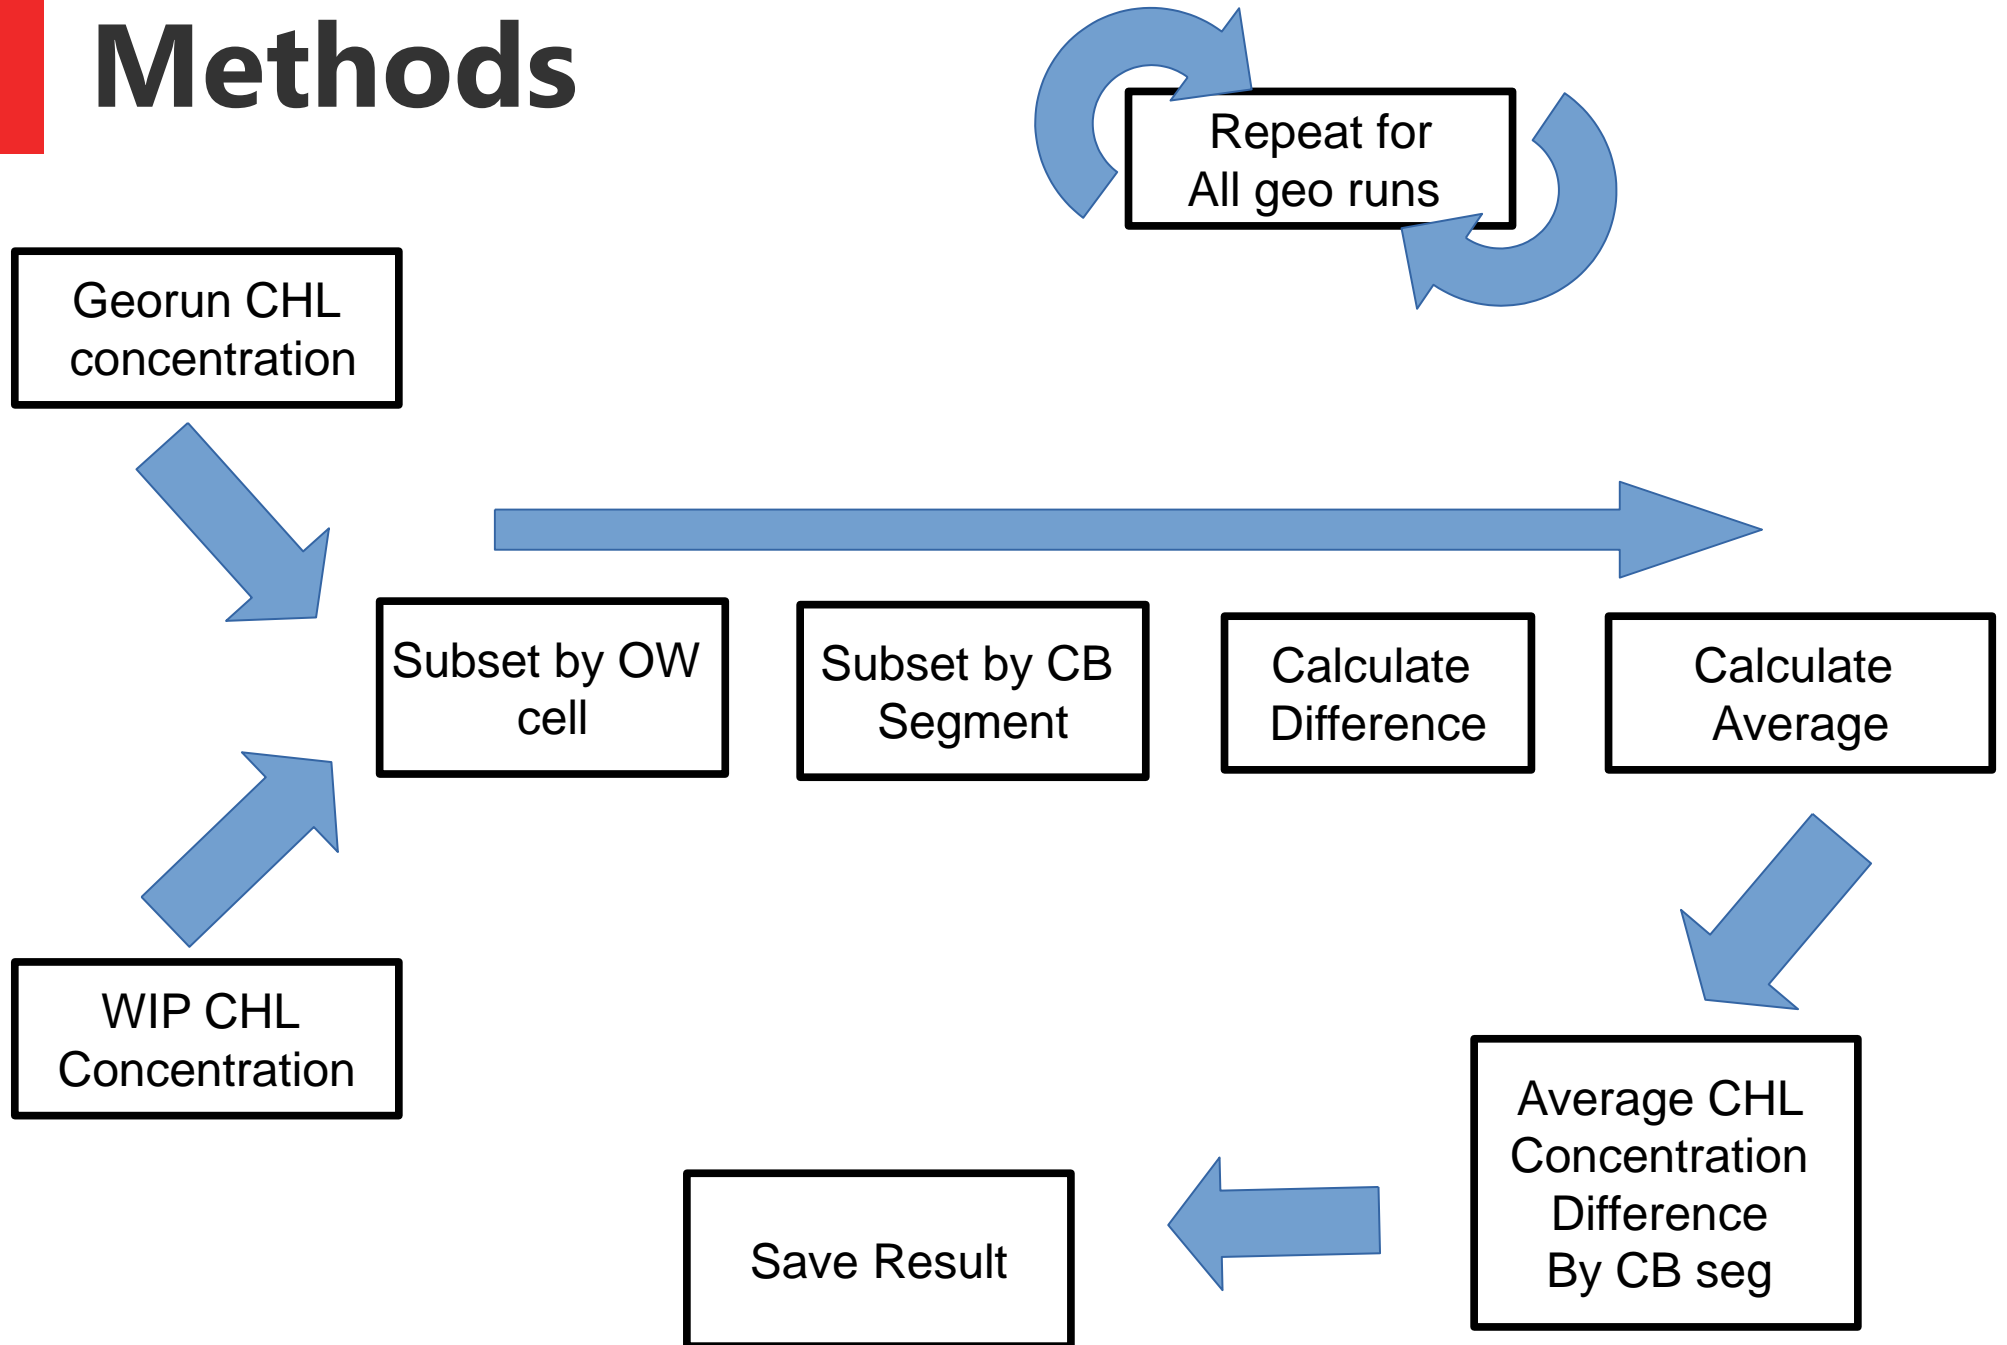 Methods
Repeat for
All geo runs
Georun CHL
concentration
Subset by OW
cell
Subset by CB
Segment
Calculate
Difference
Calculate
Average
WIP CHL
Concentration
Average CHL
Concentration
Difference
By CB seg
Save Result